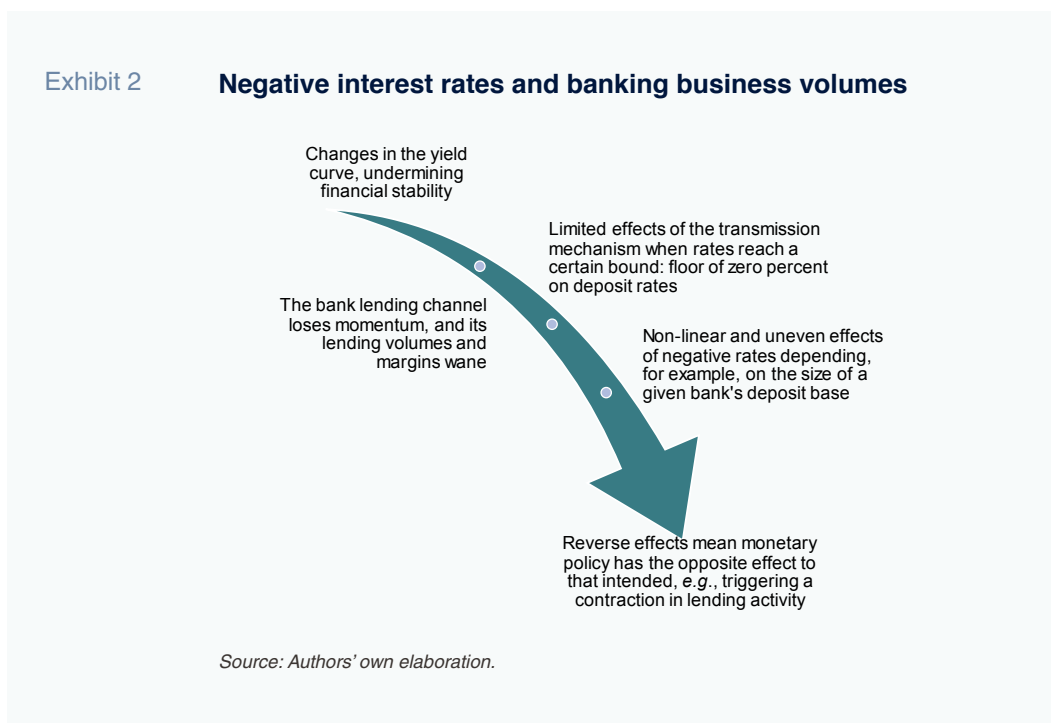 Exhibit 2
Negative interest rates and banking business volumes
Changes in the yield
curve, undermining
financial stability
Limited effects of the transmission
mechanism when rates reach a
certain bound: floor of zero percent
on deposit rates
The bank lending channel
loses momentum, and its
lending volumes and
margins wane
Non-linear and uneven effects
of negative rates depending,
for example, on the size of a
given bank's deposit base
Reverse effects mean monetary
policy has the opposite effect to
that intended, e.g., triggering a
contraction in lending activity
Source: Authors’ own elaboration.